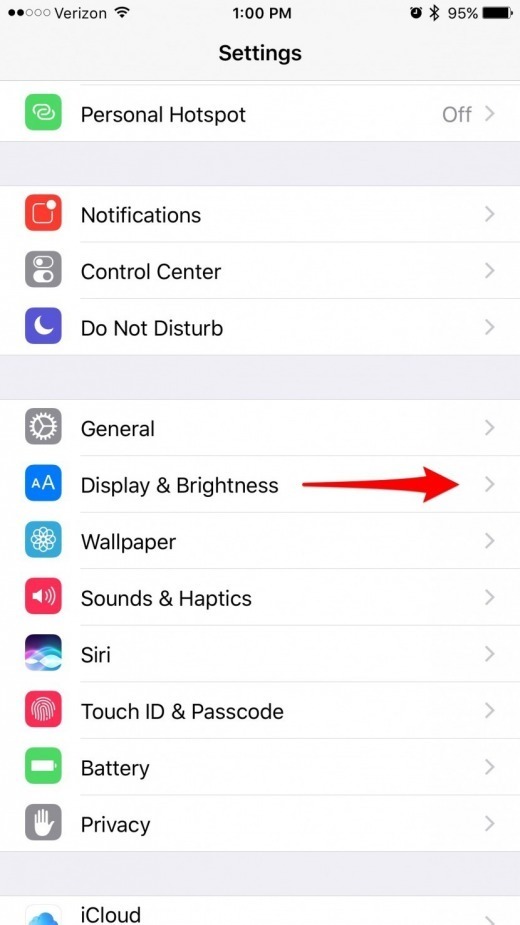 Verizon 1:00 PM 95%
Settings
Personal Hotspot Off
Notifications
Control Center
Do Not Disturb
General
AA Display & Brightness
Wallpaper
Sounds & Haptics
Siri
Touch ID & Passcode
Battery
Privacy
iCloud